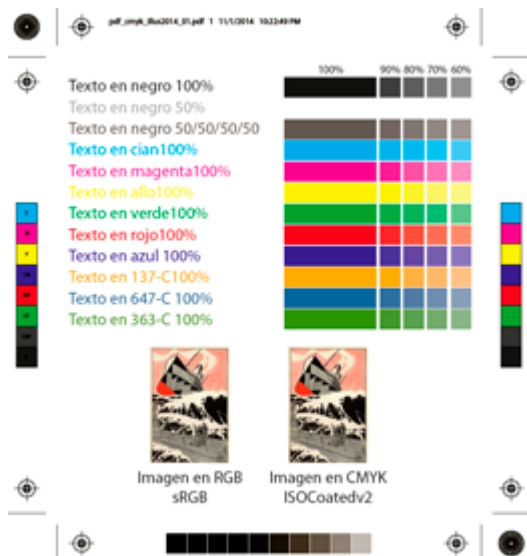 pdf_cmyk_illus2014_01.pdf 1 11/1/2014 10:22:49 PM
100% 90% 80% 70% 60%
Texto en negro 100%
Texto en negro 50%
Texto en negro 50/50/50/50
Texto en cian100%
Texto en magenta100%
Texto en allo100%
Texto en verde100%
Texto en rojo100%
Texto en azul 100%
Texto en 137-C100%
Texto en 647-C 100%
Texto en 363-C 100%
Imagen en RGB
sRGB
Imagen en CMYK
ISOCoatedv2